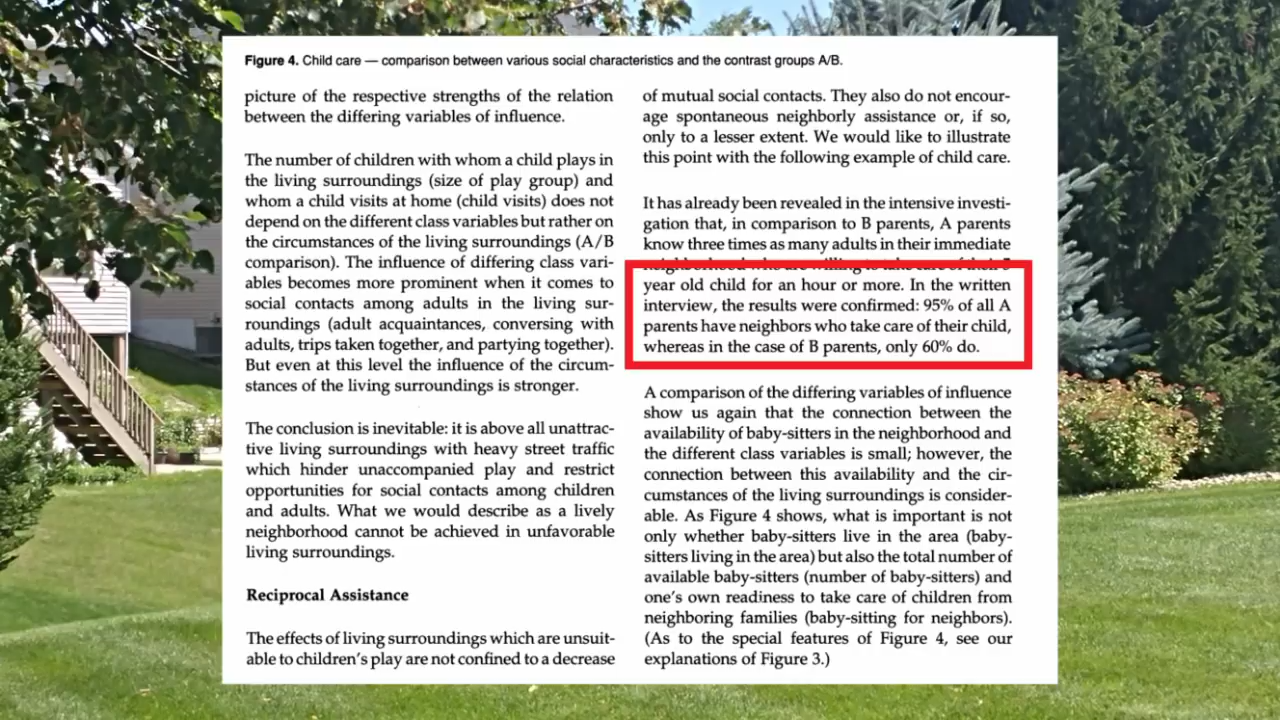 Figure 4. Child care — comparison between various social characteristics and the contrast groups A/B.
picture of the respective strengths of the relation
between the differing variables of influence.
The number of children with whom a child plays in
the living surroundings (size of play group) and
whom a child visits at home (child visits) does not
depend on the different class variables but rather on
the circumstances of the living surroundings (A/B
comparison). The influence of differing class vari-
ables becomes more prominent when it comes to
social contacts among adults in the living sur-
roundings (adult acquaintances, conversing with
adults, trips taken together, and partying together).
But even at this level the influence of the circum-
stances of the living surroundings is stronger.
The conclusion is inevitable: it is above all unattrac-
tive living surroundings with heavy street traffic
which hinder unaccompanied play and restrict
opportunities for social contacts among children
and adults. What we would describe as a lively
neighborhood cannot be achieved in unfavorable
living surroundings.
Reciprocal Assistance
The effects of living surroundings which are unsuit-
able to children's play are not confined to a decrease
of mutual social contacts. They also do not encour-
age spontaneous neighborly assistance or, if so,
only to a lesser extent. We would like to illustrate
this point with the following example of child care.
It has already been revealed in the intensive investi-
gation that, in comparison to B parents, A parents
know three times as many adults in their immediate
neighborhood who are willing to take care of their 5
year old child for an hour or more. In the written
interview, the results were confirmed: 95% of all A
parents have neighbors who take care of their child,
whereas in the case of B parents, only 60% do.
A comparison of the differing variables of influence
show us again that the connection between the
availability of baby-sitters in the neighborhood and
the different class variables is small; however, the
connection between this availability and the cir-
cumstances of the living surroundings is consider-
able. As Figure 4 shows, what is important is not
only whether baby-sitters live in the area (baby-
sitters living in the area) but also the total number of
available baby-sitters (number of baby-sitters) and
one's own readiness to take care of children from
neighboring families (baby-sitting for neighbors).
(As to the special features of Figure 4, see our
explanations of Figure 3.)